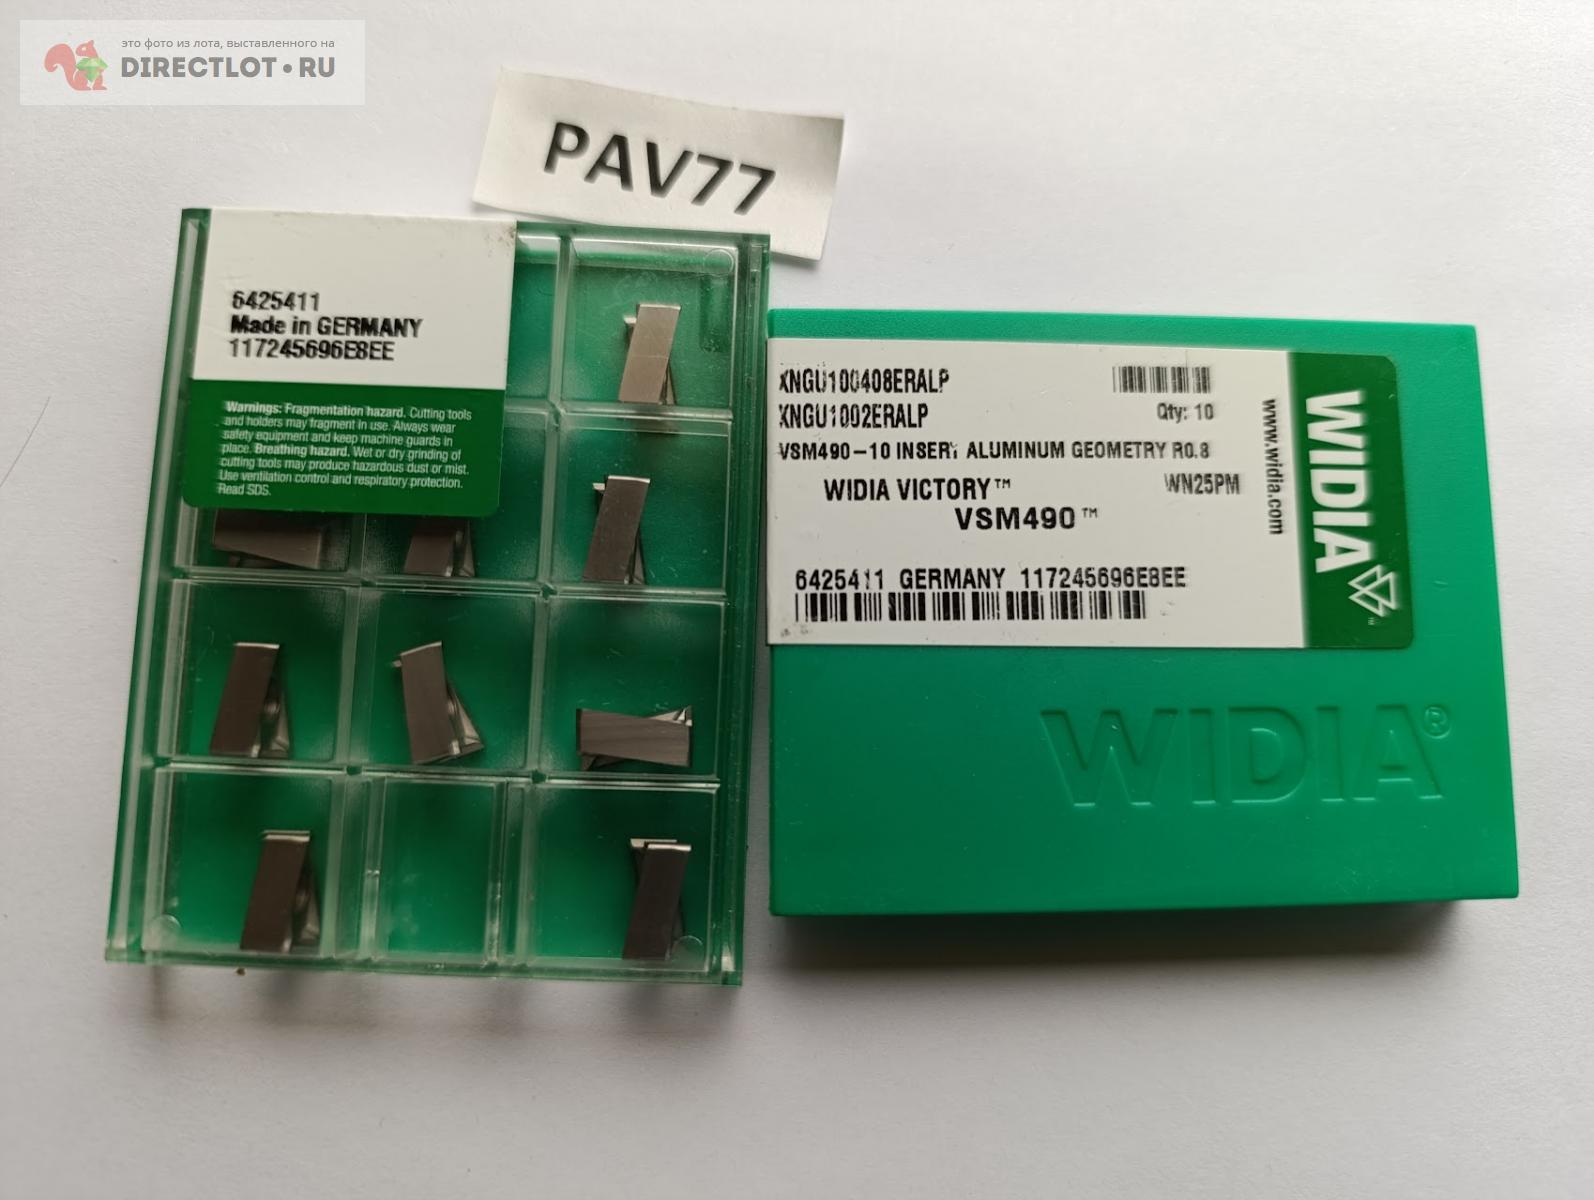 это фото из лота, выставленного на
DIRECTLOT.RU
PAV77
6425411
Made in GERMANY
117245696E8EE
Warnings: Fragmentation hazard. Cutting tools
and holders may fragment in use. Always wear
safety equipment and keep machine guards in
place. Breathing hazard. Wet or dry grinding of
cutting tools may produce hazardous dust or mist.
Use ventilation control and respiratory protection.
Read SDS.
XNGU100408ERALP
XNGU1002ERALP
Qty: 10
VSM490-10 INSERT ALUMINUM GEOMETRY R0.8
WIDIA VICTORY™
WN25PM
VSM490™
6425411 GERMANY 117245696E8EE
www.widia.com
WIDIA
WIDIA®